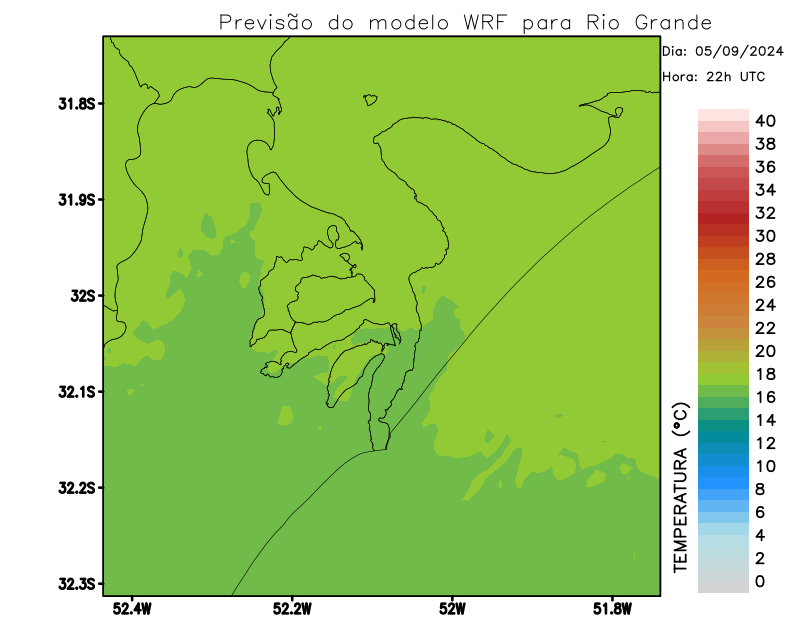 Previsão do modelo WRF para Rio Grande
Dia: 05/09/2024
Hora: 22h UTC
31.8S
31.9S
32S
32.1S
32.2S
32.3S
52.4W
52.2W
52W
51.8W
TEMPERATURA (°C)
40
38
36
34
32
30
28
26
24
22
20
18
16
14
12
10
8
6
4
2
0